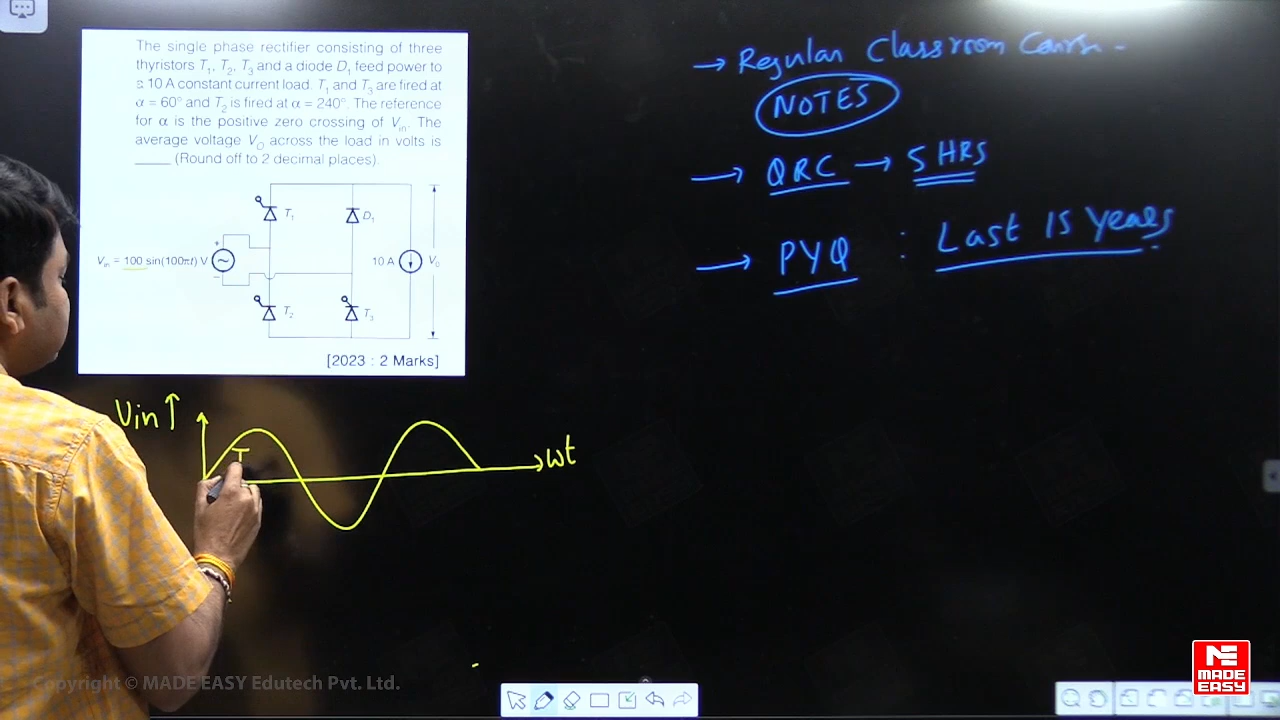 The single phase rectifier consisting of three
thyristors T1, T2, T3 and a diode D1 feed power to
a 10 A constant current load. T1 and T3 are fired at
α = 60° and T2 is fired at α = 240°. The reference
for α is the positive zero crossing of Vin. The
average voltage VO across the load in volts is
_____ (Round off to 2 decimal places).
T1
D1
+
Vin = 100 sin(100πt) V
−
10 A
V0
T2
T3
[2023 : 2 Marks]
→ Regular Classroom
NOTES
→ QRC → 5 HRS
→ PYQ : Last 15 Years
Vin ↑
T
ωt
Copyright © MADE EASY Edutech Pvt. Ltd.
ME
MADE
EASY